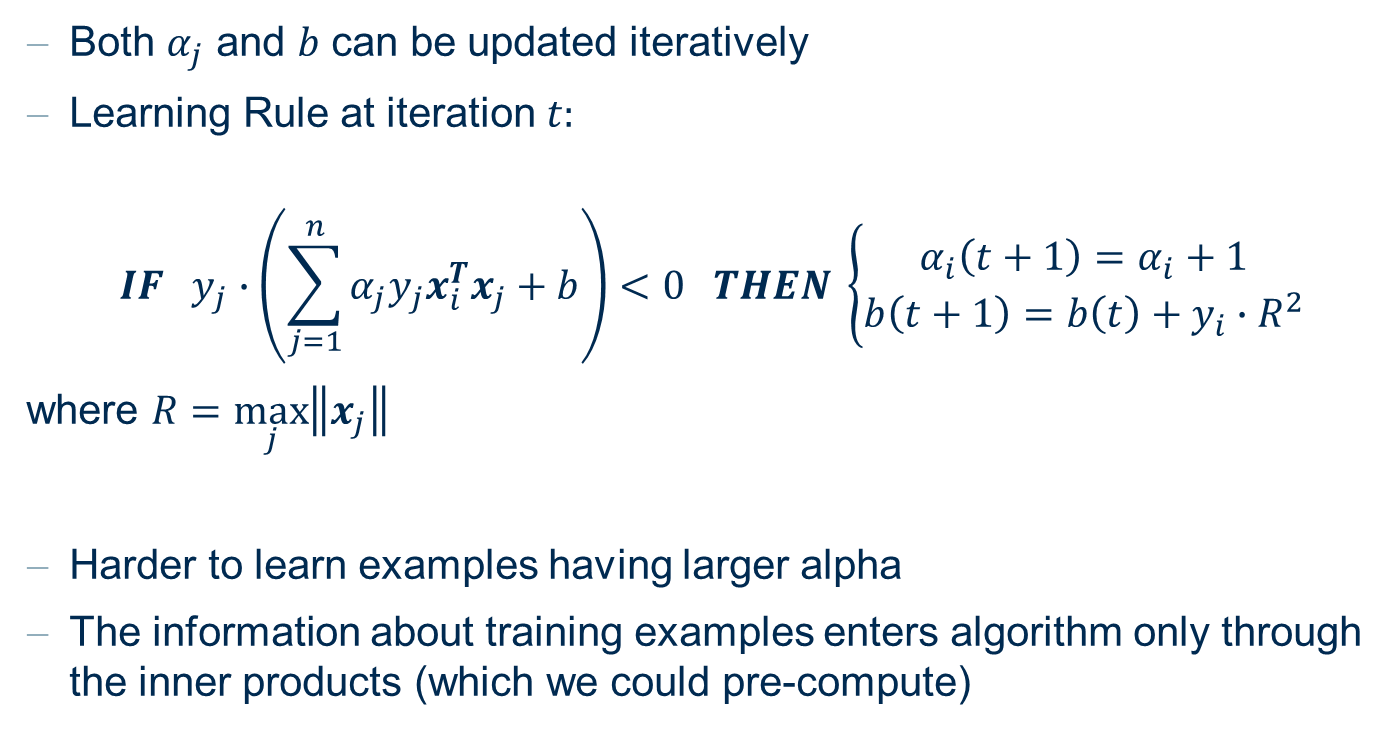 – Both αⱼ and b can be updated iteratively
– Learning Rule at iteration t:
IF yⱼ · (∑ⱼ₌₁ⁿ αⱼyⱼxᵢᵀxⱼ + b) < 0 THEN { αᵢ(t + 1) = αᵢ + 1
b(t + 1) = b(t) + yᵢ · R²
where R = maxⱼ‖xⱼ‖
– Harder to learn examples having larger alpha
– The information about training examples enters algorithm only through
the inner products (which we could pre-compute)